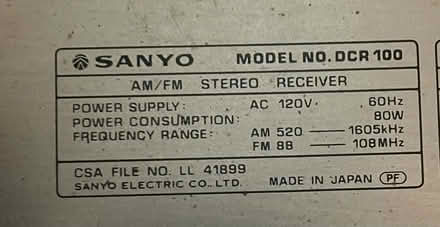 SANYO MODEL NO. DCR 100
AM/FM STEREO RECEIVER
POWER SUPPLY: AC 120V 60Hz
POWER CONSUMPTION: 80W
FREQUENCY RANGE: AM 520 — 1605kHz
FM 88 — 108MHz
CSA FILE NO. LL 41899
SANYO ELECTRIC CO., LTD. MADE IN JAPAN PF